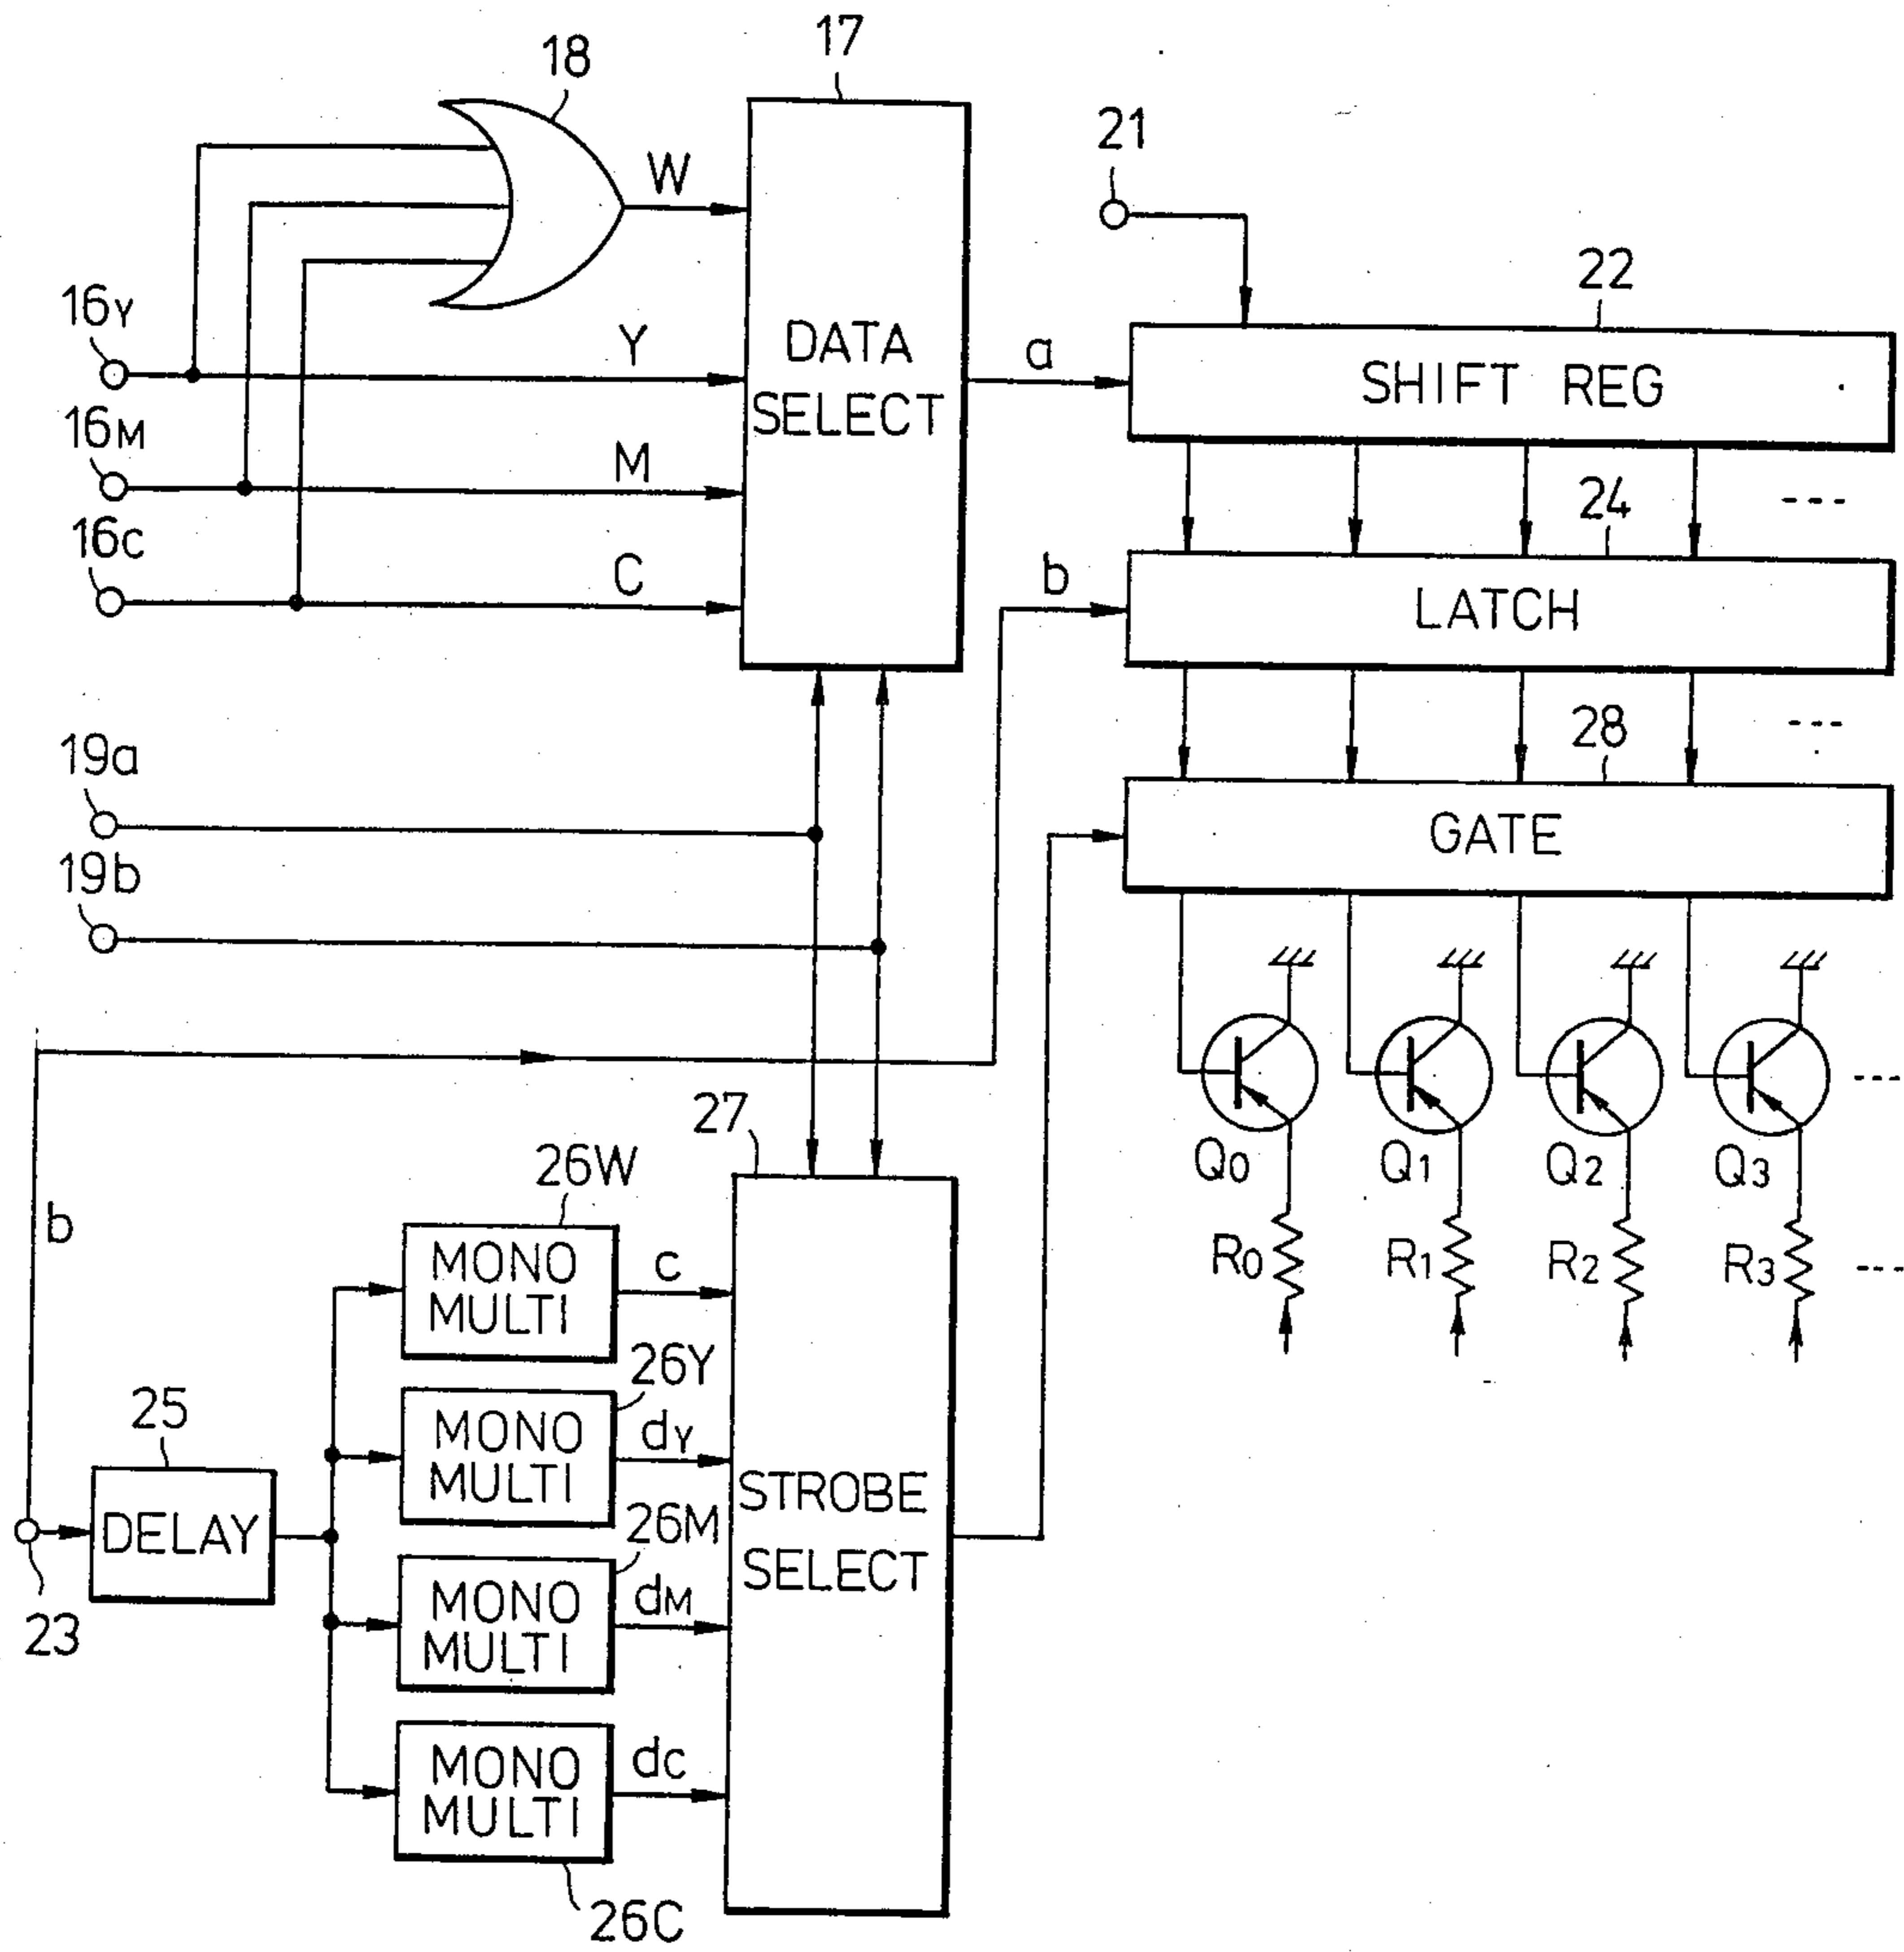 17
18
W
21
22
16Y
Y
DATA
SELECT
a
SHIFT REG
16M
M
24
---
16c
C
b
LATCH
19a
28
---
GATE
19b
27
26W
Q0
Q1
Q2
Q3
---
b
MONO
MULTI
c
R0
R1
R2
R3
---
26Y
25
MONO
MULTI
dY
STROBE
SELECT
DELAY
26M
23
MONO
MULTI
dM
MONO
MULTI
dC
26C